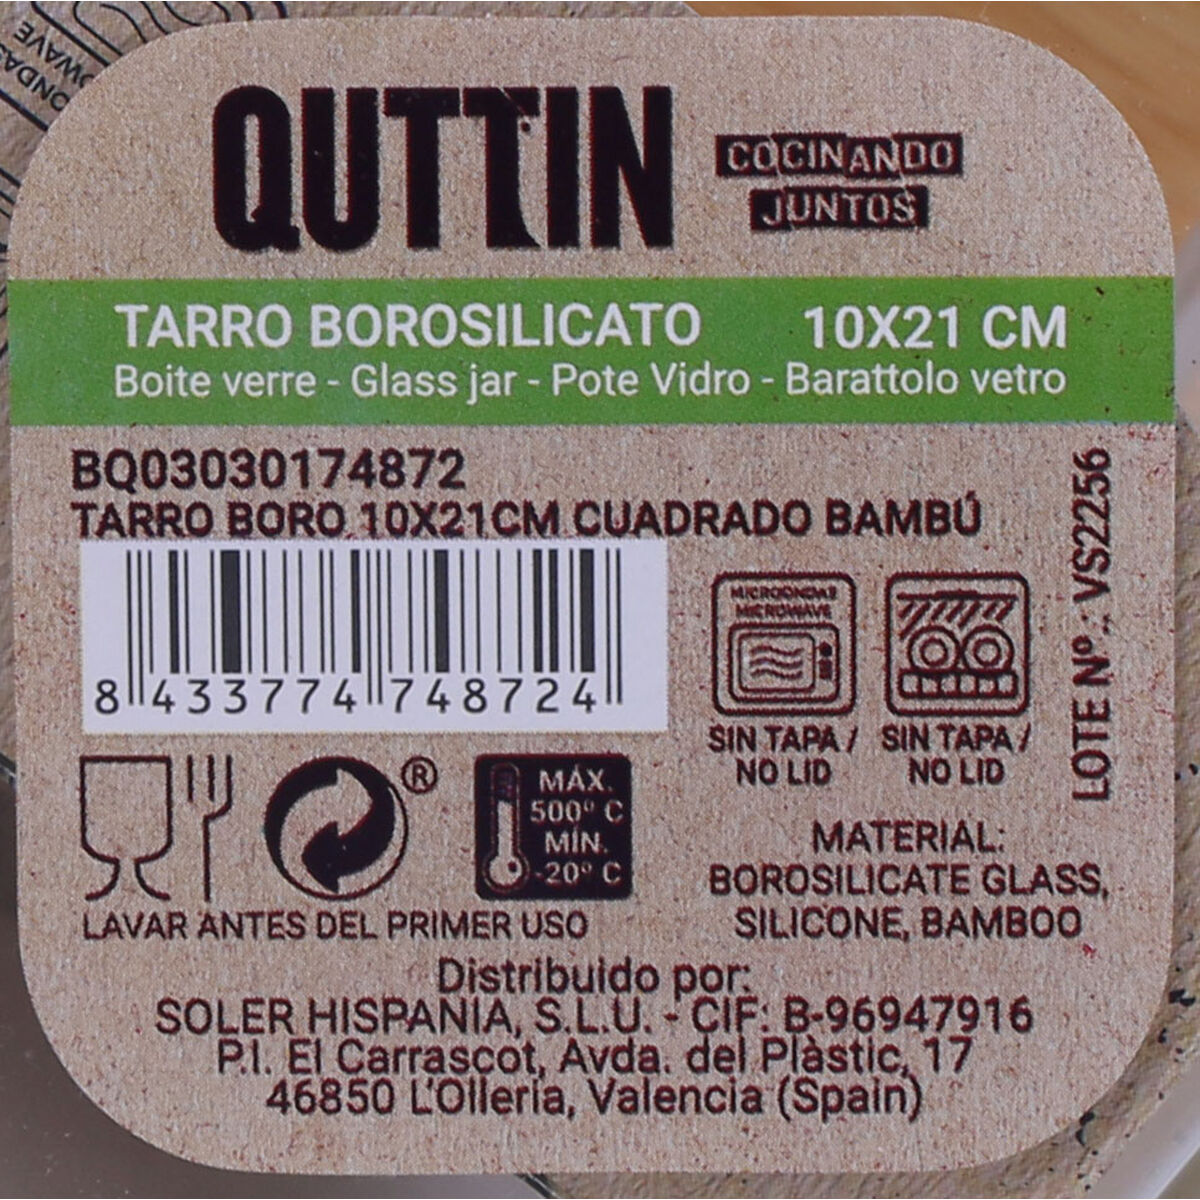 ONDAS
OWAVE
QUTTIN
COCINANDO
JUNTOS
TARRO BOROSILICATO 10X21 CM
Boite verre - Glass jar - Pote Vidro - Barattolo vetro
BQ03030174872
TARRO BORO 10X21CM CUADRADO BAMBÚ
8 433774 748724
MICROONDAS
MICROWAVE
SIN TAPA /
NO LID
SIN TAPA /
NO LID
LOTE Nº.: VS2256
®
MÁX.
500º C
MÍN.
-20º C
LAVAR ANTES DEL PRIMER USO
MATERIAL:
BOROSILICATE GLASS,
SILICONE, BAMBOO
Distribuido por:
SOLER HISPANIA, S.L.U. - CIF: B-96947916
P.I. El Carrascot, Avda. del Plàstic, 17
46850 L'Olleria, Valencia (Spain)